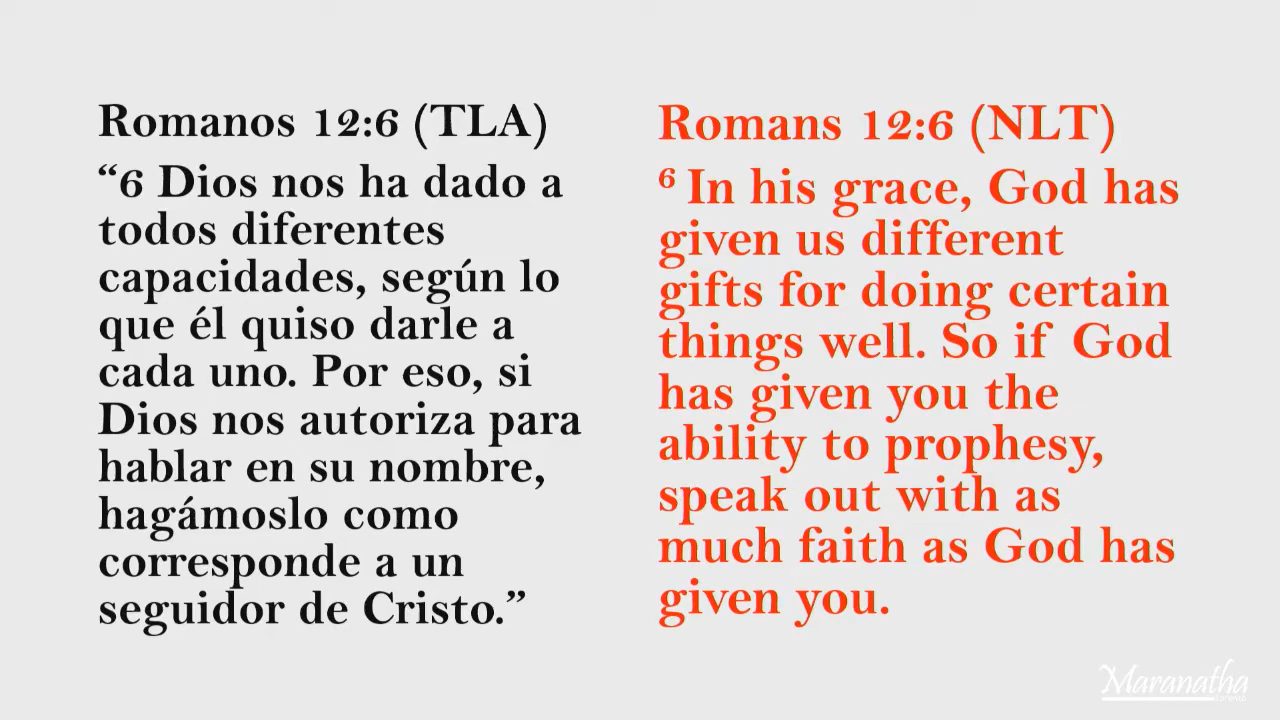 Romanos 12:6 (TLA)
“6 Dios nos ha dado a
todos diferentes
capacidades, según lo
que él quiso darle a
cada uno. Por eso, si
Dios nos autoriza para
hablar en su nombre,
hagámoslo como
corresponde a un
seguidor de Cristo.”
Romans 12:6 (NLT)
⁶ In his grace, God has
given us different
gifts for doing certain
things well. So if God
has given you the
ability to prophesy,
speak out with as
much faith as God has
given you.
Maranatha